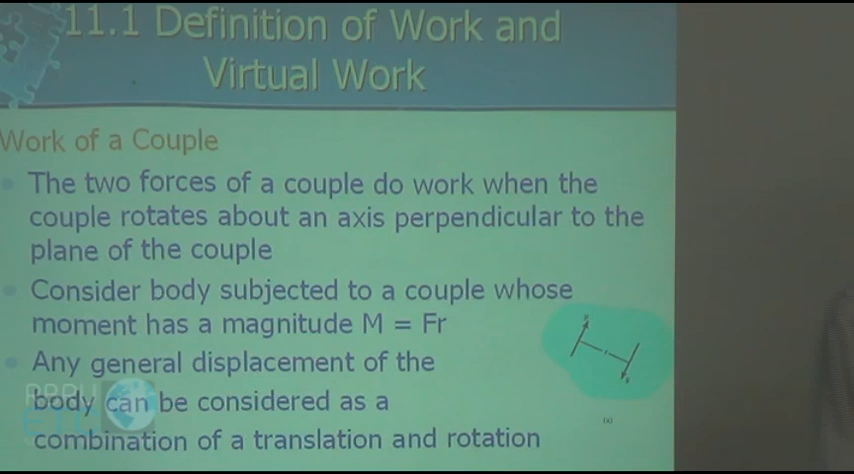 11.1 Definition of Work and
Virtual Work
Work of a Couple
The two forces of a couple do work when the
couple rotates about an axis perpendicular to the
plane of the couple
Consider body subjected to a couple whose
moment has a magnitude M = Fr
Any general displacement of the
body can be considered as a
combination of a translation and rotation